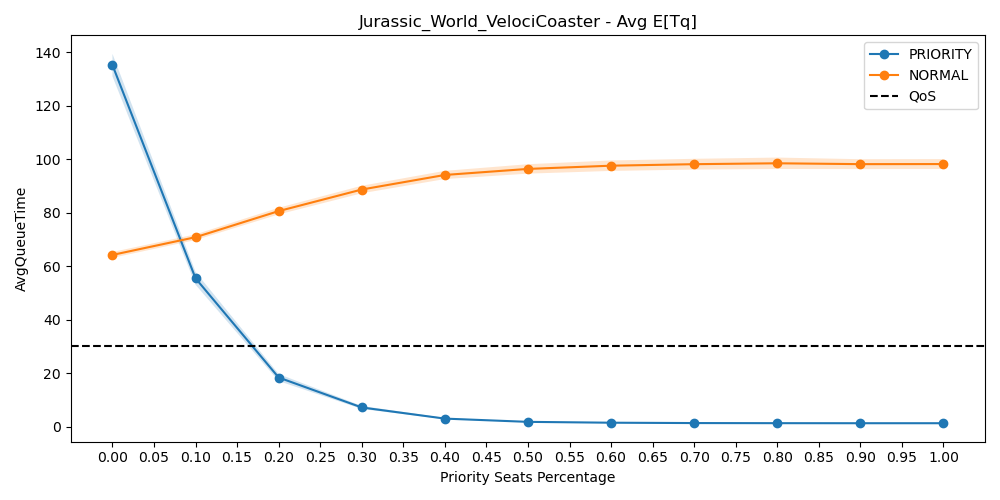 Jurassic_World_VelociCoaster - Avg E[Tq]
PRIORITY
NORMAL
QoS
AvgQueueTime
140
120
100
80
60
40
20
0
0.00 0.05 0.10 0.15 0.20 0.25 0.30 0.35 0.40 0.45 0.50 0.55 0.60 0.65 0.70 0.75 0.80 0.85 0.90 0.95 1.00
Priority Seats Percentage